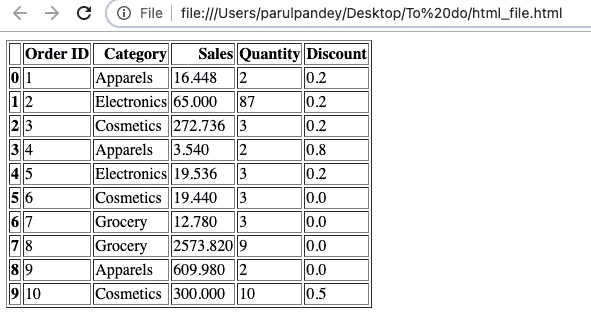 File file:///Users/parulpandey/Desktop/To%20do/html_file.html
Order ID Category Sales Quantity Discount
0 1 Apparels 16.448 2 0.2
1 2 Electronics 65.000 87 0.2
2 3 Cosmetics 272.736 3 0.2
3 4 Apparels 3.540 2 0.8
4 5 Electronics 19.536 3 0.2
5 6 Cosmetics 19.440 3 0.0
6 7 Grocery 12.780 3 0.0
7 8 Grocery 2573.820 9 0.0
8 9 Apparels 609.980 2 0.0
9 10 Cosmetics 300.000 10 0.5